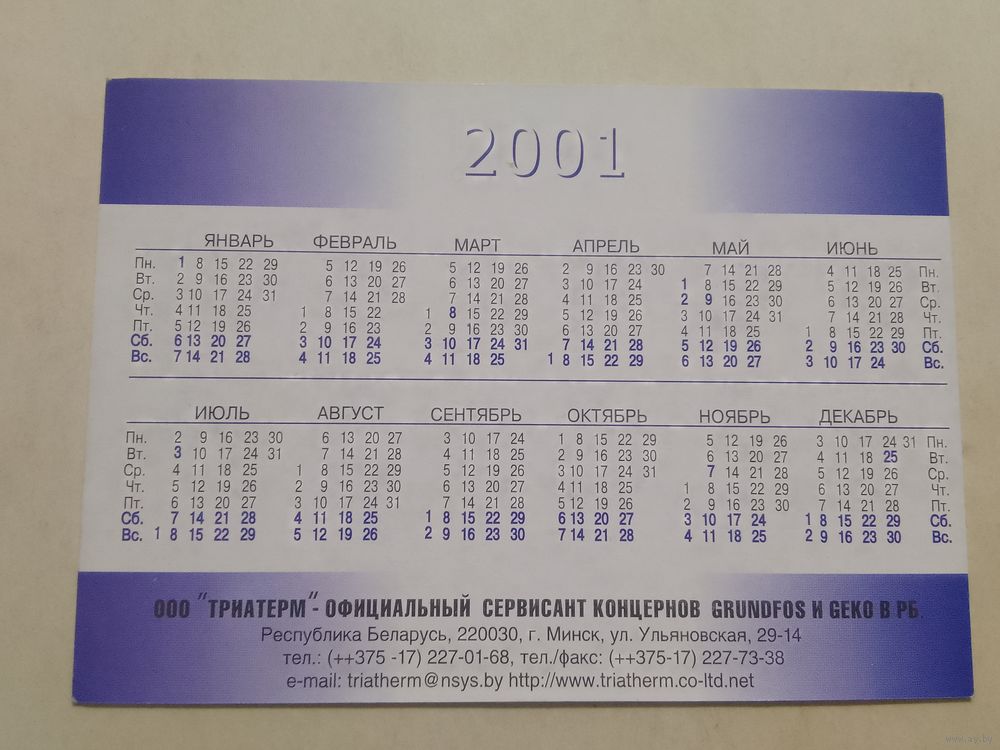 2001
ЯНВАРЬ ФЕВРАЛЬ МАРТ АПРЕЛЬ МАЙ ИЮНЬ
Пн. 1 8 15 22 29 5 12 19 26 5 12 19 26 2 9 16 23 30 7 14 21 28 4 11 18 25 Пн.
Вт. 2 9 16 23 30 6 13 20 27 6 13 20 27 3 10 17 24 1 8 15 22 29 5 12 19 26 Вт.
Ср. 3 10 17 24 31 7 14 21 28 7 14 21 28 4 11 18 25 2 9 16 23 30 6 13 20 27 Ср.
Чт. 4 11 18 25 1 8 15 22 1 8 15 22 29 5 12 19 26 3 10 17 24 31 7 14 21 28 Чт.
Пт. 5 12 19 26 2 9 16 23 2 9 16 23 30 6 13 20 27 4 11 18 25 1 8 15 22 29 Пт.
Сб. 6 13 20 27 3 10 17 24 3 10 17 24 31 7 14 21 28 5 12 19 26 2 9 16 23 30 Сб.
Вс. 7 14 21 28 4 11 18 25 4 11 18 25 1 8 15 22 29 6 13 20 27 3 10 17 24 Вс.
ИЮЛЬ АВГУСТ СЕНТЯБРЬ ОКТЯБРЬ НОЯБРЬ ДЕКАБРЬ
Пн. 2 9 16 23 30 6 13 20 27 3 10 17 24 1 8 15 22 29 5 12 19 26 3 10 17 24 31 Пн.
Вт. 3 10 17 24 31 7 14 21 28 4 11 18 25 2 9 16 23 30 6 13 20 27 4 11 18 25 Вт.
Ср. 4 11 18 25 1 8 15 22 29 5 12 19 26 3 10 17 24 31 7 14 21 28 5 12 19 26 Ср.
Чт. 5 12 19 26 2 9 16 23 30 6 13 20 27 4 11 18 25 1 8 15 22 29 6 13 20 27 Чт.
Пт. 6 13 20 27 3 10 17 24 31 7 14 21 28 5 12 19 26 2 9 16 23 30 7 14 21 28 Пт.
Сб. 7 14 21 28 4 11 18 25 1 8 15 22 29 6 13 20 27 3 10 17 24 1 8 15 22 29 Сб.
Вс. 1 8 15 22 29 5 12 19 26 2 9 16 23 30 7 14 21 28 4 11 18 25 2 9 16 23 30 Вс.
ООО "ТРИАТЕРМ"- ОФИЦИАЛЬНЫЙ СЕРВИСАНТ КОНЦЕРНОВ GRUNDFOS И GEKO В РБ.
Республика Беларусь, 220030, г. Минск, ул. Ульяновская, 29-14
тел.: (++375 -17) 227-01-68, тел./факс: (++375-17) 227-73-38
e-mail: triatherm@nsys.by http://www.triatherm.co-ltd.net
www.ay.by